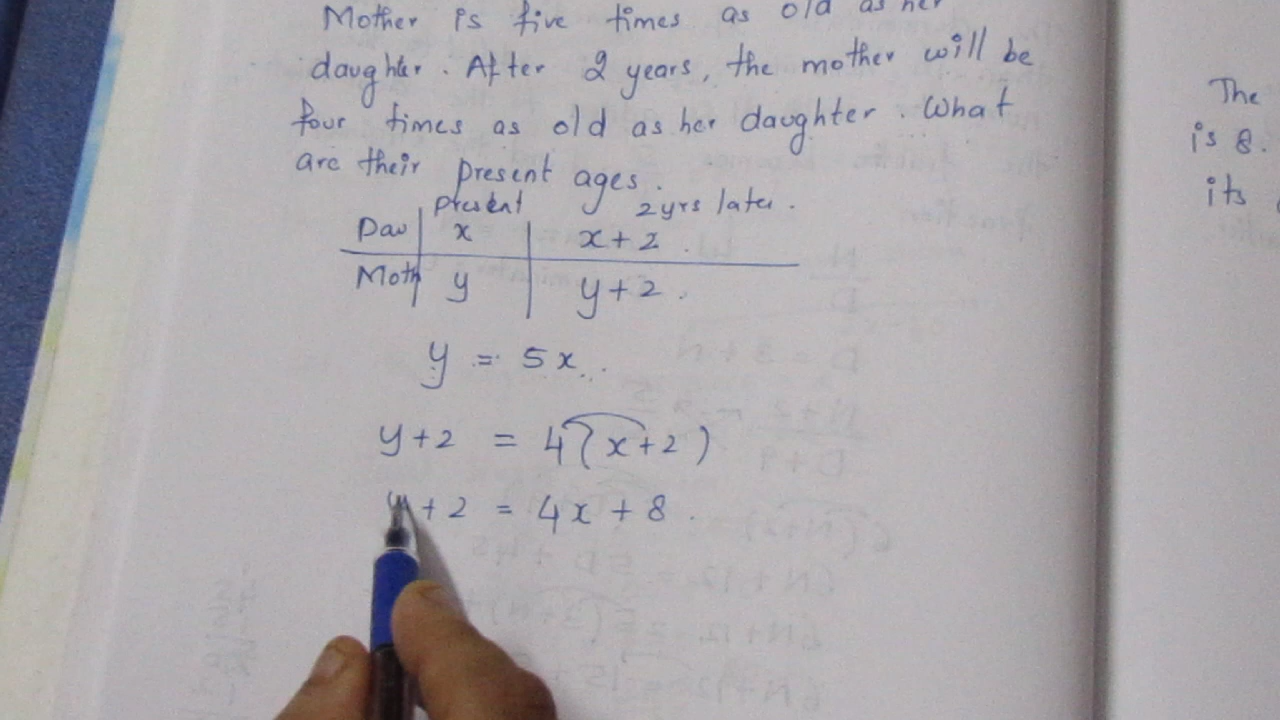 Mother is five times as old as her
daughter. After 2 years, the mother will be
four times as old as her daughter. What
are their present ages.
present 2yrs later.
Dau x x+2.
Moth y y+2.
y = 5x.
y+2 = 4(x+2)
y+2 = 4x+8.
The
is 8.
its